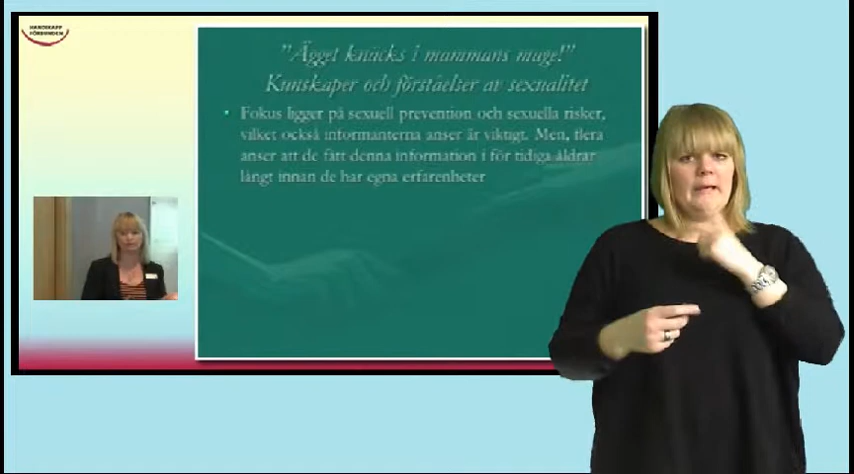 HANDIKAPP
FÖRBUNDEN
"Ägget knäcks i mammans mage!"
Kunskaper och förståelser av sexualitet
• Fokus ligger på sexuell prevention och sexuella risker,
vilket också informanterna anser är viktigt. Men, flera
anser att de fått denna information i för tidiga åldrar
långt innan de har egna erfarenheter